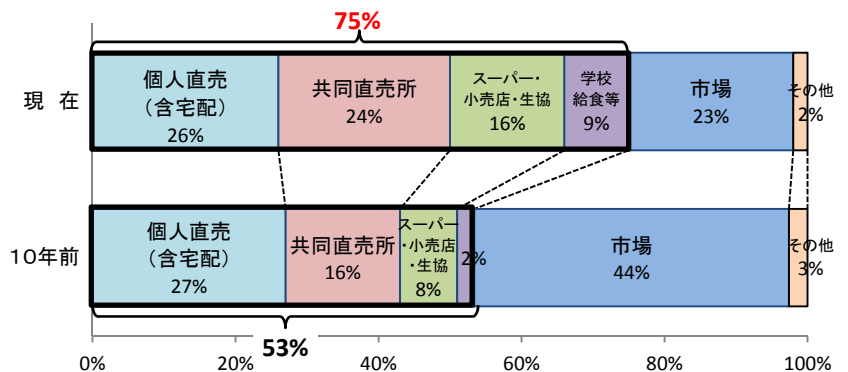 75%
現 在
個人直売
(含宅配)
26%
共同直売所
24%
スーパー・
小売店・生協
16%
学校
給食等
9%
市場
23%
その他
2%
10年前
個人直売
(含宅配)
27%
共同直売所
16%
スーパー
・小売店
・生協
8%
2%
市場
44%
その他
3%
53%
0%
20%
40%
60%
80%
100%